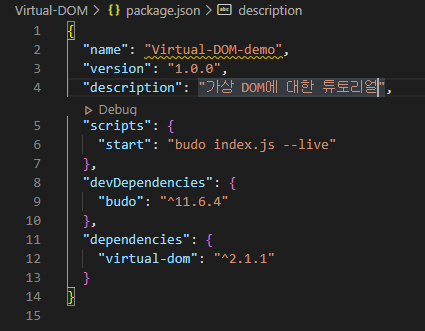 Virtual-DOM > {} package.json > abc description
1 {
2 "name": "Virtual-DOM-demo",
3 "version": "1.0.0",
4 "description": "가상 DOM에 대한 튜토리얼",
▷ Debug
5 "scripts": {
6 "start": "budo index.js --live"
7 },
8 "devDependencies": {
9 "budo": "^11.6.4"
10 },
11 "dependencies": {
12 "virtual-dom": "^2.1.1"
13 }
14 }
15